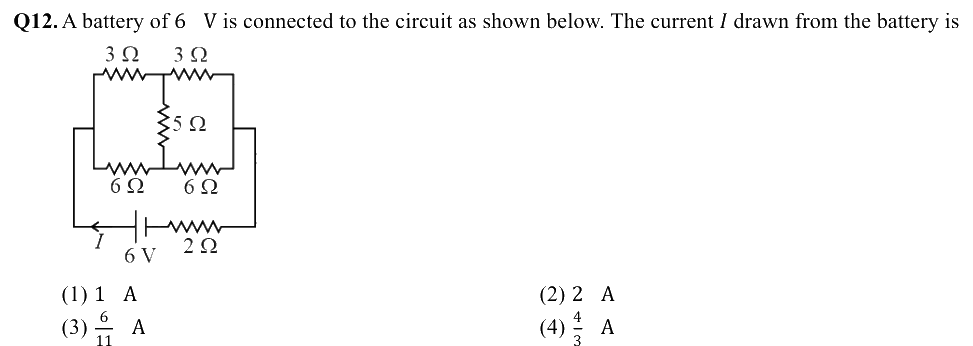 Q12. A battery of 6 V is connected to the circuit as shown below. The current I drawn from the battery is
3 Ω 3 Ω
5 Ω
6 Ω 6 Ω
I 6 V 2 Ω
(1) 1 A (2) 2 A
(3) 6/11 A (4) 4/3 A